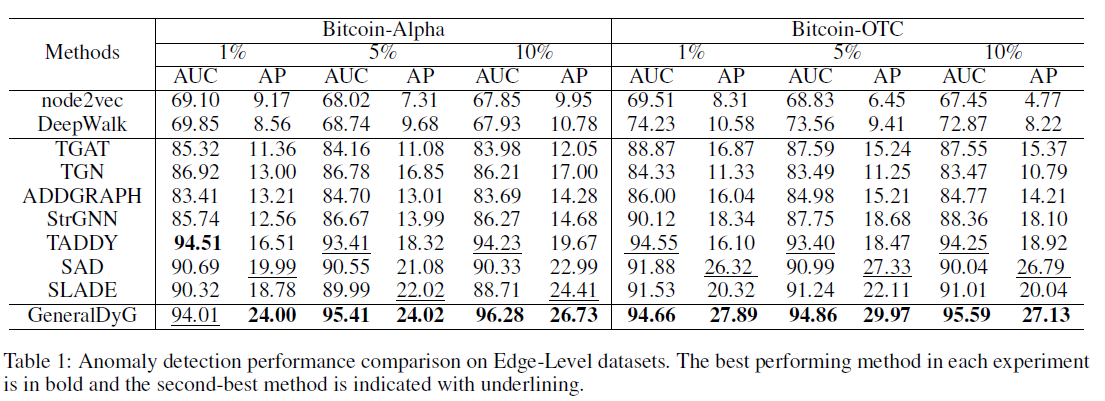 Methods Bitcoin-Alpha Bitcoin-OTC
1% 5% 10% 1% 5% 10%
AUC AP AUC AP AUC AP AUC AP AUC AP AUC AP
node2vec 69.10 9.17 68.02 7.31 67.85 9.95 69.51 8.31 68.83 6.45 67.45 4.77
DeepWalk 69.85 8.56 68.74 9.68 67.93 10.78 74.23 10.58 73.56 9.41 72.87 8.22
TGAT 85.32 11.36 84.16 11.08 83.98 12.05 88.87 16.87 87.59 15.24 87.55 15.37
TGN 86.92 13.00 86.78 16.85 86.21 17.00 84.33 11.33 83.49 11.25 83.47 10.79
ADDGRAPH 83.41 13.21 84.70 13.01 83.69 14.28 86.00 16.04 84.98 15.21 84.77 14.21
StrGNN 85.74 12.56 86.67 13.99 86.27 14.68 90.12 18.34 87.75 18.68 88.36 18.10
TADDY 94.51 16.51 93.41 18.32 94.23 19.67 94.55 16.10 93.40 18.47 94.25 18.92
SAD 90.69 19.99 90.55 21.08 90.33 22.99 91.88 26.32 90.99 27.33 90.04 26.79
SLADE 90.32 18.78 89.99 22.02 88.71 24.41 91.53 20.32 91.24 22.11 91.01 20.04
GeneralDyG 94.01 24.00 95.41 24.02 96.28 26.73 94.66 27.89 94.86 29.97 95.59 27.13
Table 1: Anomaly detection performance comparison on Edge-Level datasets. The best performing method in each experiment
is in bold and the second-best method is indicated with underlining.